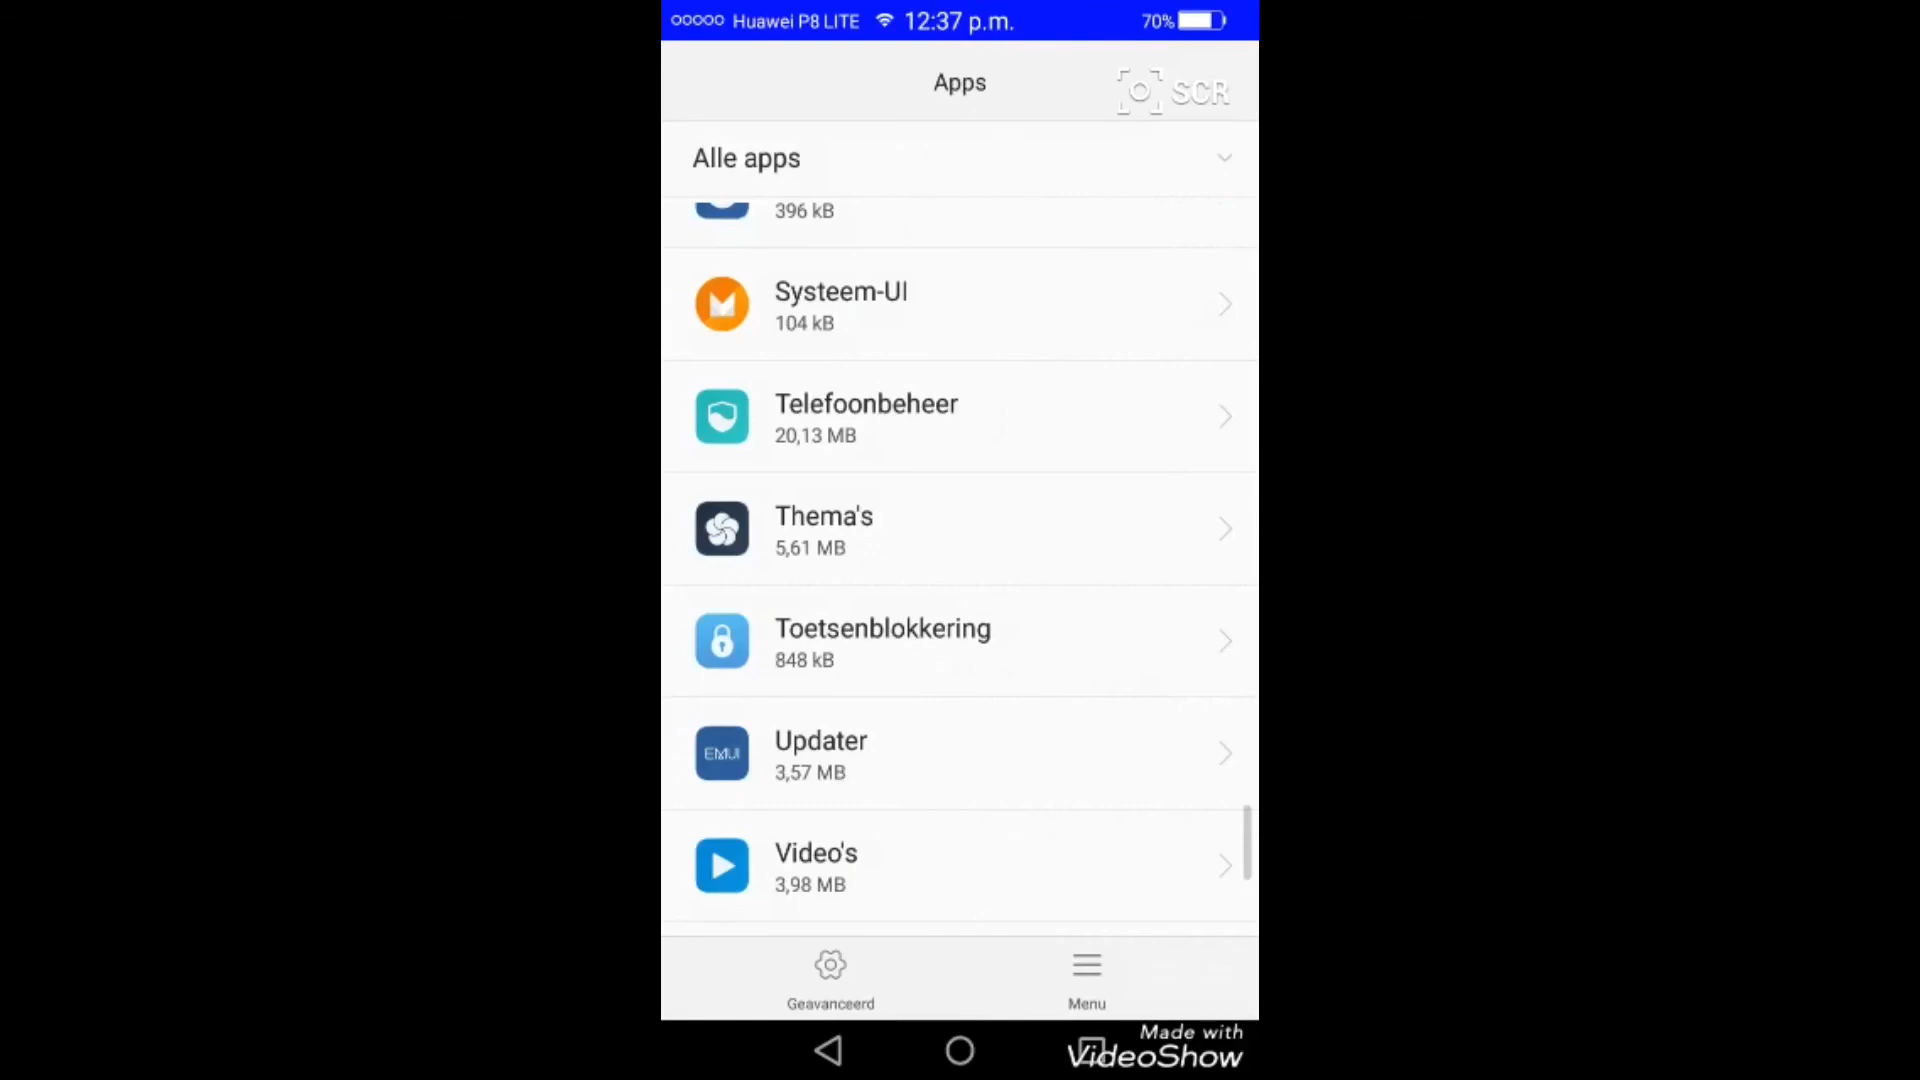 Huawei P8 LITE 12:37 p.m. 70%
Apps
SCR
Alle apps
396 kB
Systeem-UI
104 kB
Telefoonbeheer
20,13 MB
Thema's
5,61 MB
Toetsenblokkering
848 kB
EMUI
Updater
3,57 MB
Video's
3,98 MB
Geavanceerd
Menu
Made with
VideoShow